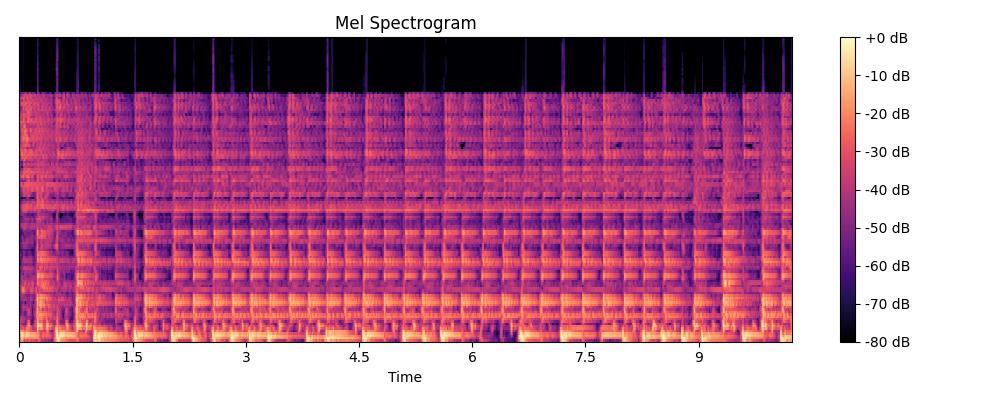 Mel Spectrogram
+0 dB
-10 dB
-20 dB
-30 dB
-40 dB
-50 dB
-60 dB
-70 dB
-80 dB
0 1.5 3 4.5 6 7.5 9
Time